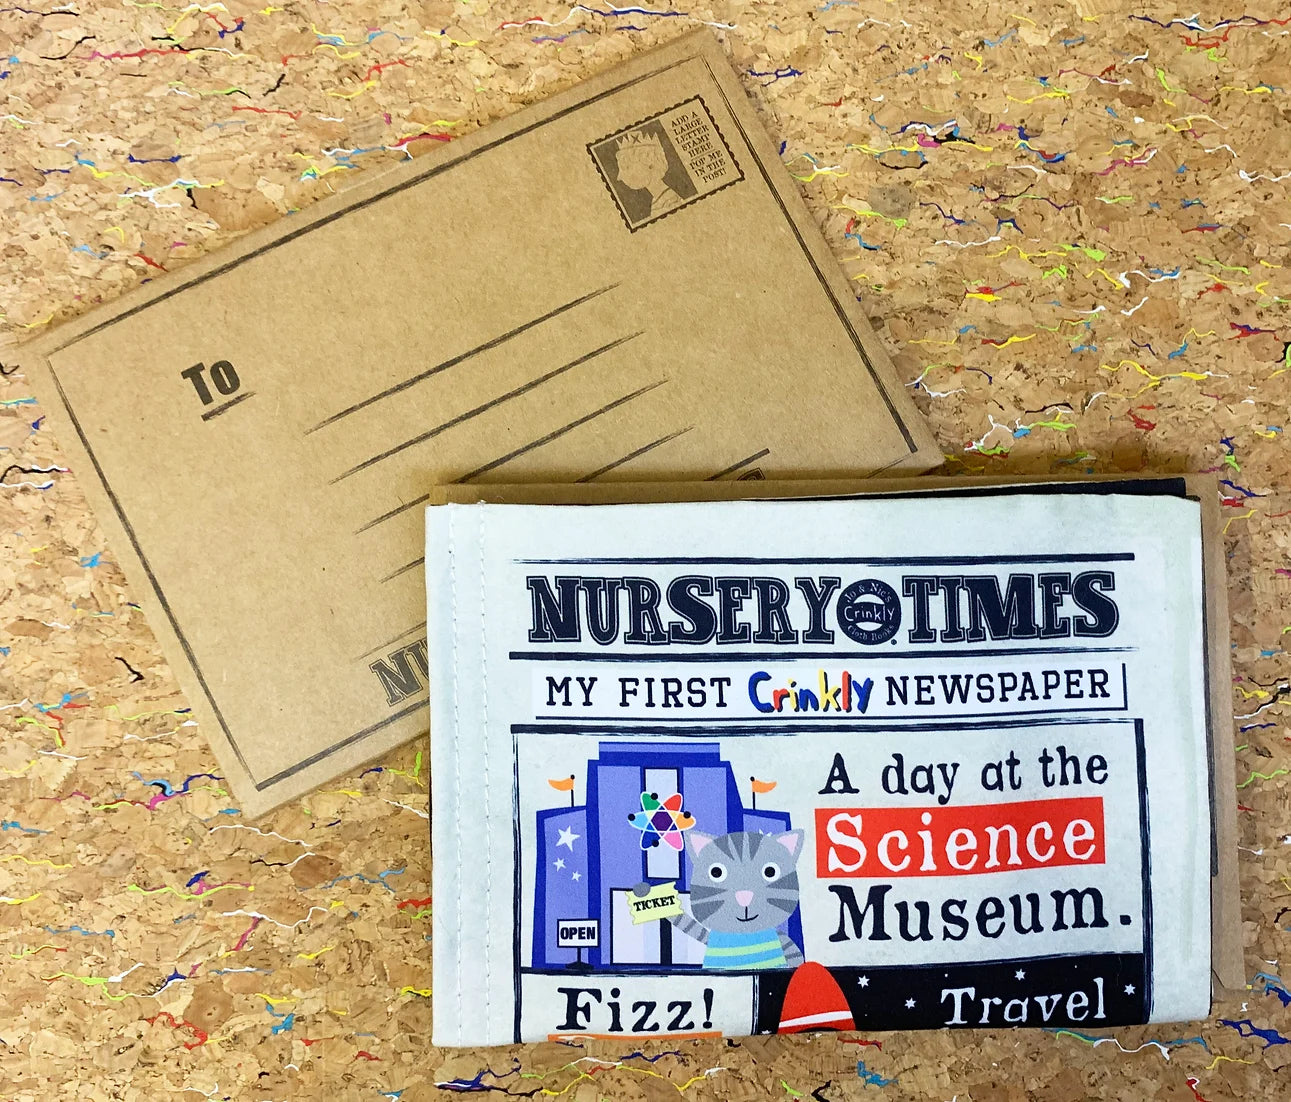 ADD A
LARGE
LETTER
STAMP
HERE
POP ME
IN THE
POST!
To
NURSERY TIMES
Jo & Nic's
Crinkly
Cloth Books
MY FIRST Crinkly NEWSPAPER
A day at the
Science
Museum.
TICKET
OPEN
Fizz!
Travel